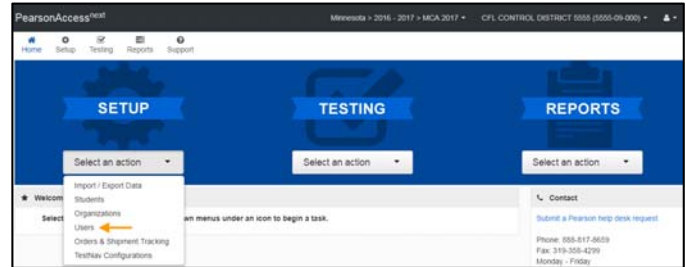 PearsonAccessnext
Minnesota > 2016 - 2017 > MCA 2017
CFL CONTROL DISTRICT 5555 (5555-09-000)
Home Setup Testing Reports Support
SETUP
TESTING
REPORTS
Select an action
Select an action
Select an action
Import / Export Data
Students
Organizations
Users
Orders & Shipment Tracking
TestNav Configurations
Welcom
Select
wn menus under an icon to begin a task.
Contact
Submit a Pearson help desk request
Phone: 888-817-8659
Fax: 319-358-4299
Monday - Friday